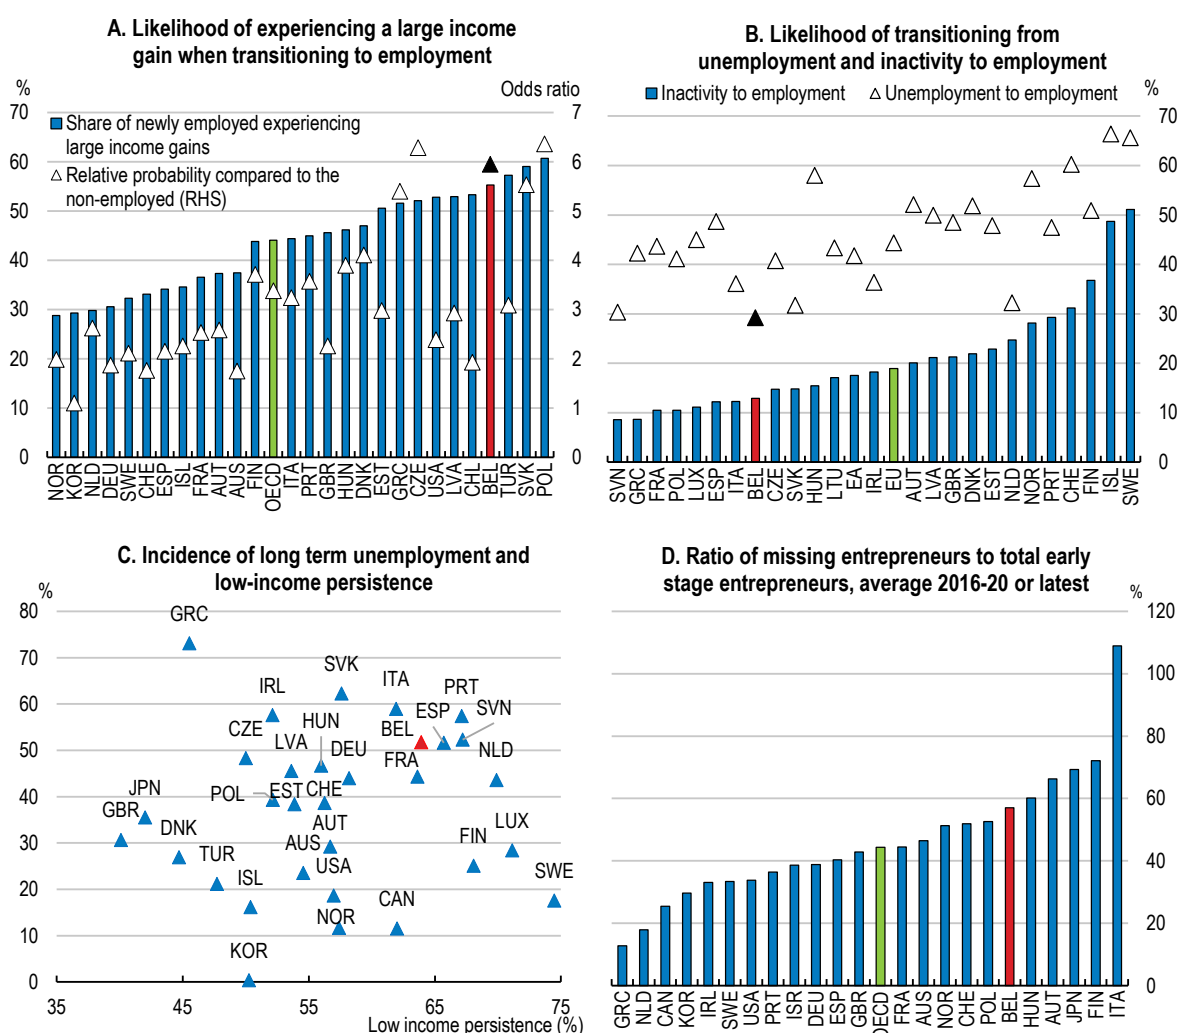 A. Likelihood of experiencing a large income
gain when transitioning to employment
%
Odds ratio
70 7
Share of newly employed experiencing
large income gains
60 6
Relative probability compared to the
non-employed (RHS)
50 5
40 4
30 3
20 2
10 1
0 0
NOR KOR NLD DEU SWE CHE ESP ISL FRA AUT AUS FIN OECD ITA PRT GBR HUN DNK EST GRC CZE USA LVA CHL BEL TUR SVK POL
B. Likelihood of transitioning from
unemployment and inactivity to employment
%
Inactivity to employment Unemployment to employment
70
60
50
40
30
20
10
0
SVN GRC FRA POL LUX ESP ITA BEL CZE SVK HUN LTU EA IRL EU AUT LVA GBR DNK EST NLD NOR PRT CHE FIN ISL SWE
C. Incidence of long term unemployment and
low-income persistence
%
80
GRC
70
SVK
ITA
PRT
60
IRL
ESP
SVN
HUN
CZE
BEL
50
LVA
DEU
FRA
NLD
POL
EST
CHE
40
JPN
GBR
DNK
AUT
LUX
30
TUR
AUS
FIN
USA
ISL
SWE
20
CAN
NOR
10
KOR
0
35 45 55 65 75
Low income persistence (%)
D. Ratio of missing entrepreneurs to total early
stage entrepreneurs, average 2016-20 or latest
%
120
100
80
60
40
20
0
GRC NLD CAN KOR IRL SWE USA PRT ISR DEU ESP GBR OECD FRA AUS NOR CHE POL BEL HUN AUT JPN FIN ITA